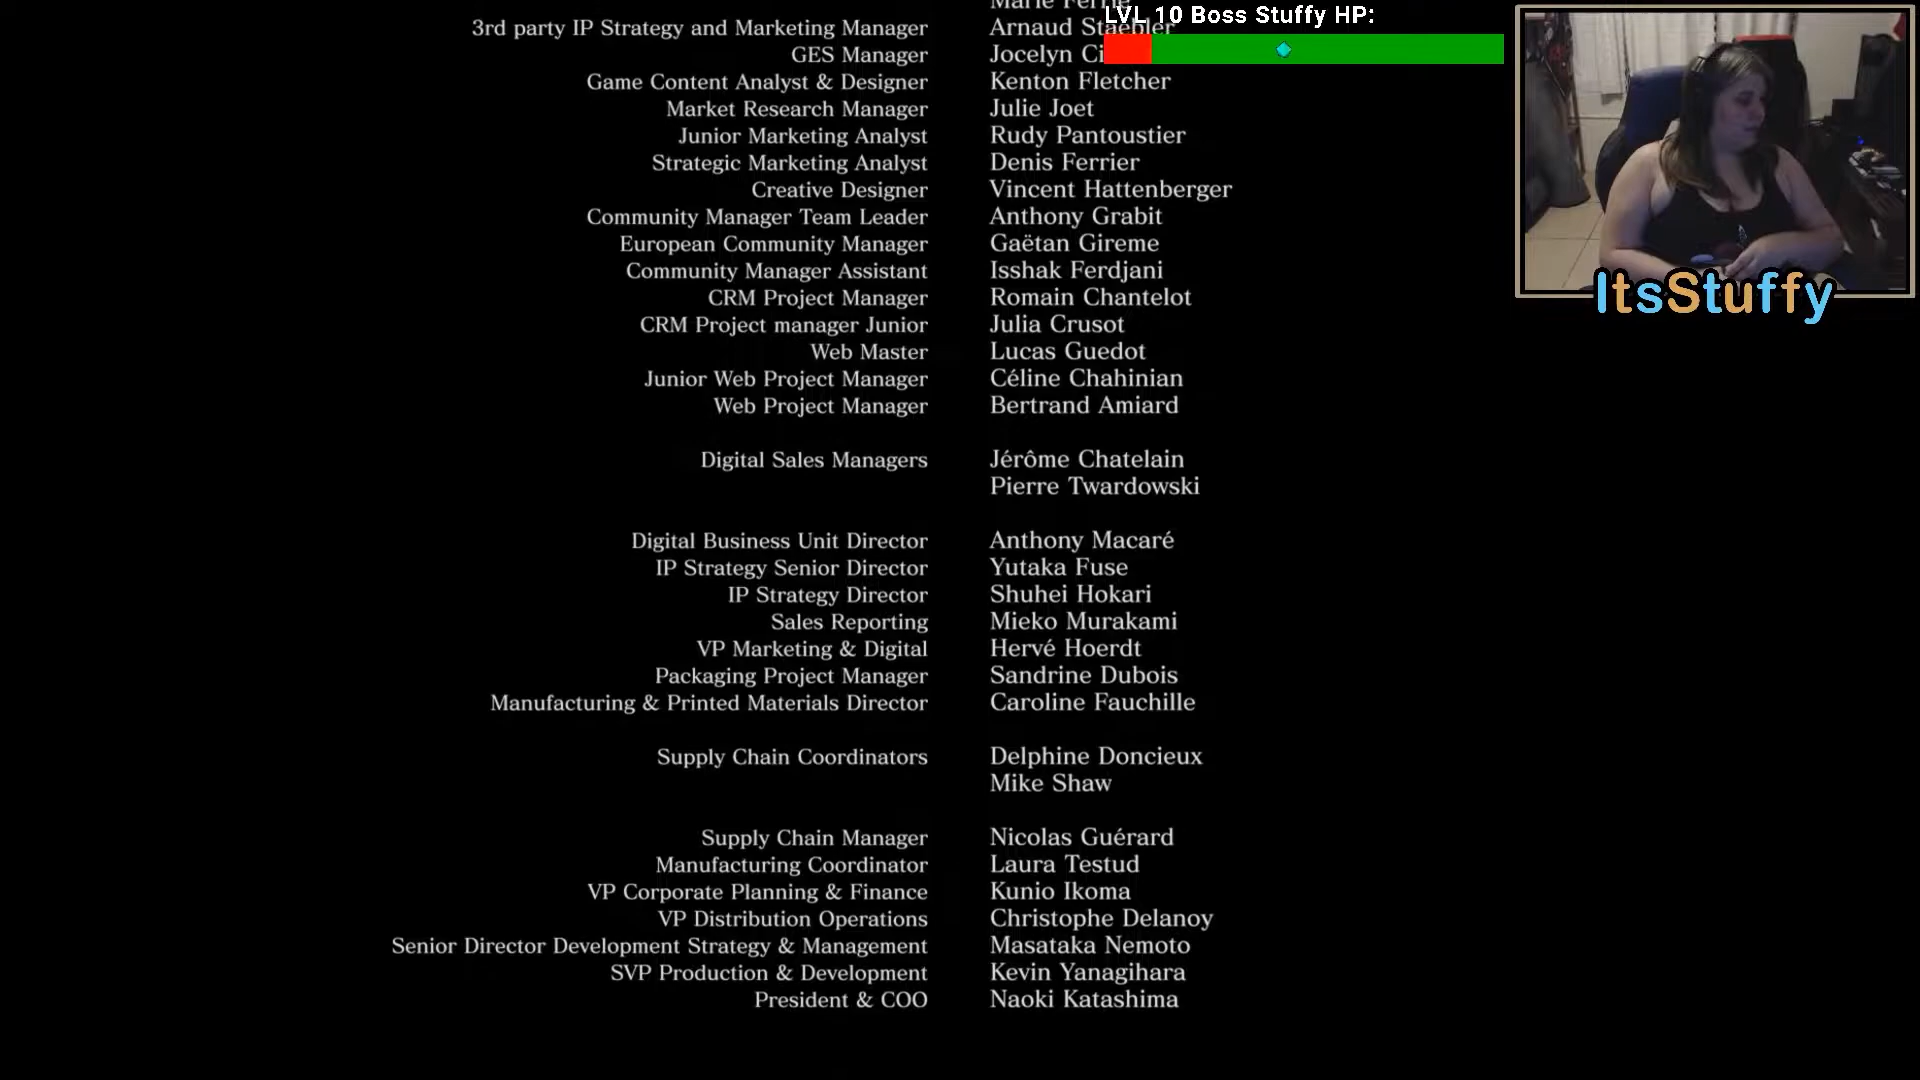 LVL 10 Boss Stuffy HP:
3rd party IP Strategy and Marketing Manager Arnaud Staebler
GES Manager Jocelyn
Game Content Analyst & Designer Kenton Fletcher
Market Research Manager Julie Joet
Junior Marketing Analyst Rudy Pantoustier
Strategic Marketing Analyst Denis Ferrier
Creative Designer Vincent Hattenberger
Community Manager Team Leader Anthony Grabit
European Community Manager Gaëtan Gireme
Community Manager Assistant Isshak Ferdjani
CRM Project Manager Romain Chantelot
CRM Project manager Junior Julia Crusot
Web Master Lucas Guedot
Junior Web Project Manager Céline Chahinian
Web Project Manager Bertrand Amiard
Digital Sales Managers Jérôme Chatelain
Pierre Twardowski
Digital Business Unit Director Anthony Macaré
IP Strategy Senior Director Yutaka Fuse
IP Strategy Director Shuhei Hokari
Sales Reporting Mieko Murakami
VP Marketing & Digital Hervé Hoerdt
Packaging Project Manager Sandrine Dubois
Manufacturing & Printed Materials Director Caroline Fauchille
Supply Chain Coordinators Delphine Doncieux
Mike Shaw
Supply Chain Manager Nicolas Guérard
Manufacturing Coordinator Laura Testud
VP Corporate Planning & Finance Kunio Ikoma
VP Distribution Operations Christophe Delanoy
Senior Director Development Strategy & Management Masataka Nemoto
SVP Production & Development Kevin Yanagihara
President & COO Naoki Katashima
ItsStuffy